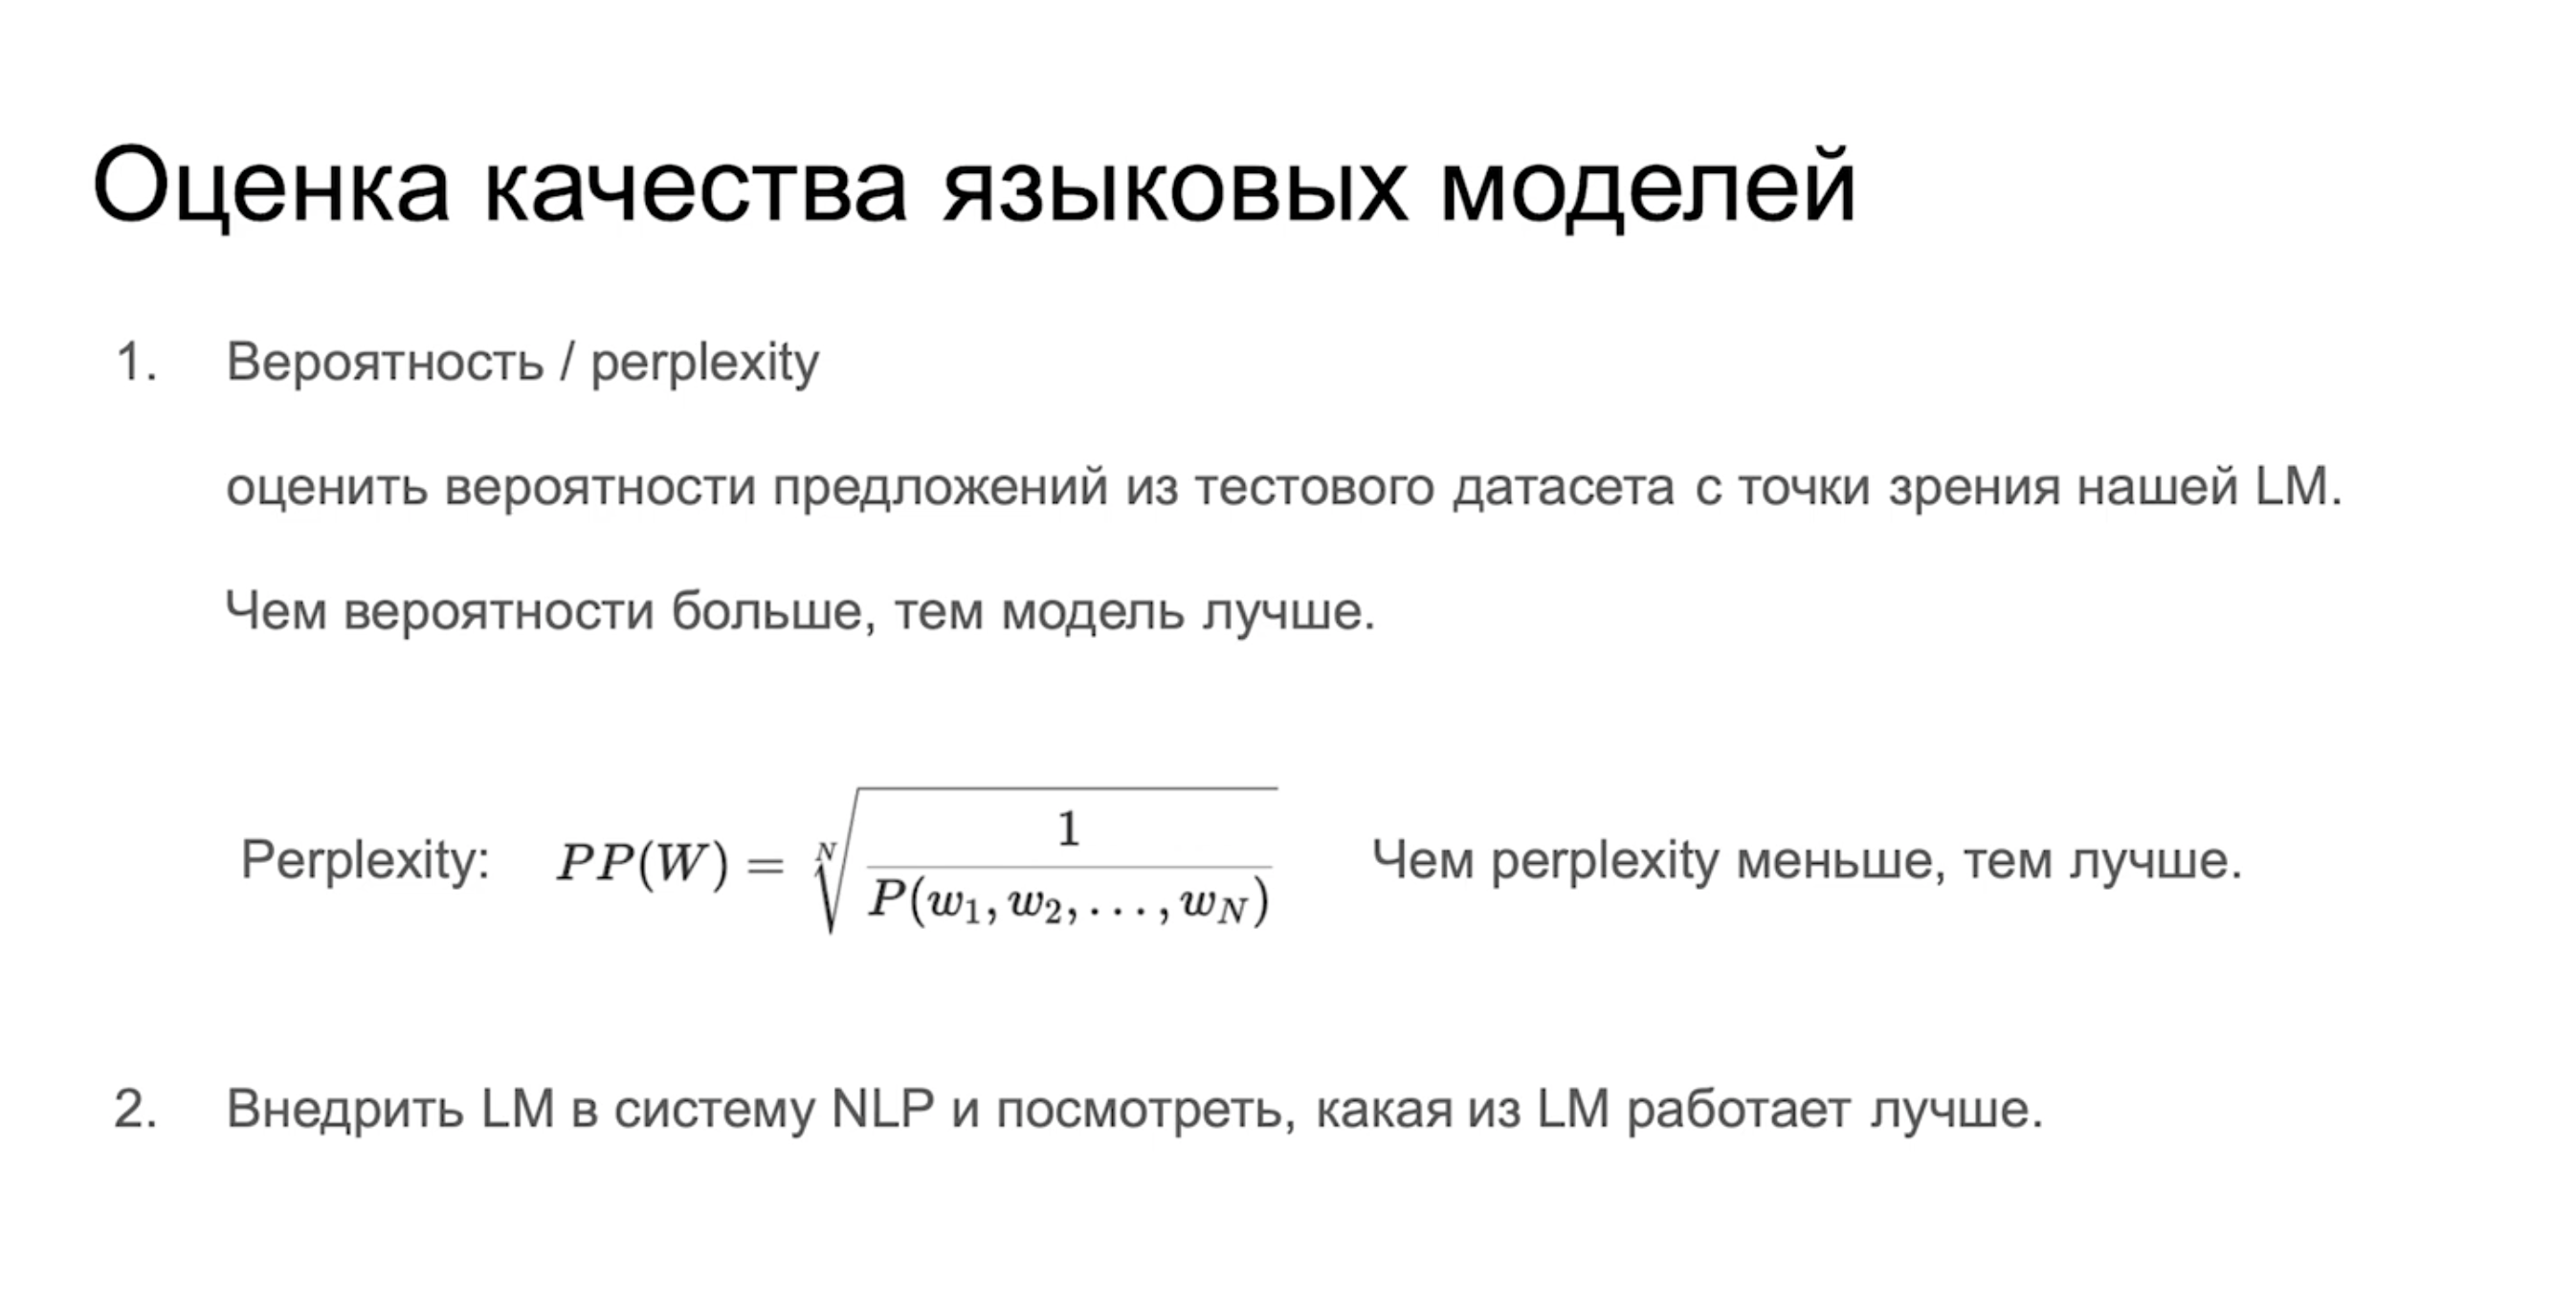 Оценка качества языковых моделей
1. Вероятность / perplexity
оценить вероятности предложений из тестового датасета с точки зрения нашей LM.
Чем вероятности больше, тем модель лучше.
Perplexity: $PP(W) = \sqrt[N]{\frac{1}{P(w_1, w_2, \ldots, w_N)}}$ Чем perplexity меньше, тем лучше.
2. Внедрить LM в систему NLP и посмотреть, какая из LM работает лучше.